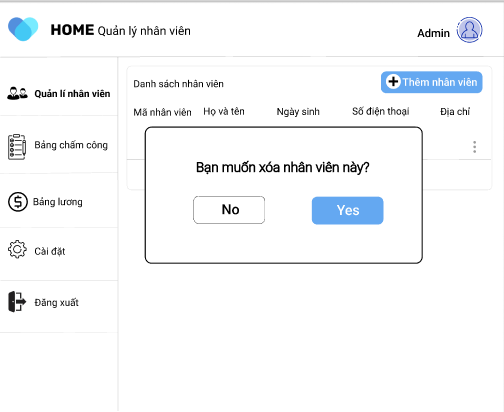 HOME Quản lý nhân viên
Admin
Quản lí nhân viên
Bảng chấm công
Bảng lương
Cài đặt
Đăng xuất
Danh sách nhân viên
Thêm nhân viên
Mã nhân viên Họ và tên Ngày sinh Số điện thoại Địa chỉ
Bạn muốn xóa nhân viên này?
No Yes